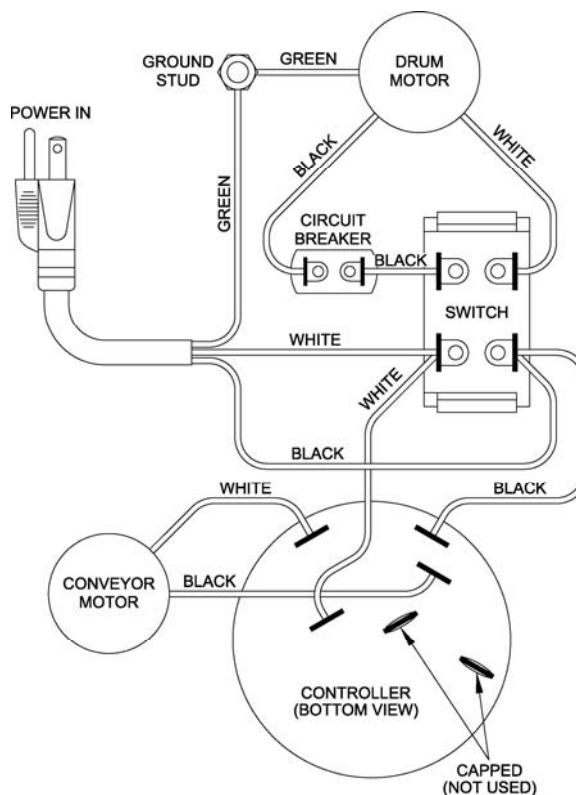 GREEN
DRUM
MOTOR
GROUND
STUD
POWER IN
BLACK
WHITE
GREEN
CIRCUIT
BREAKER
BLACK
SWITCH
WHITE
WHITE
BLACK
WHITE
BLACK
CONVEYOR
MOTOR
BLACK
CONTROLLER
(BOTTOM VIEW)
CAPPED
(NOT USED)